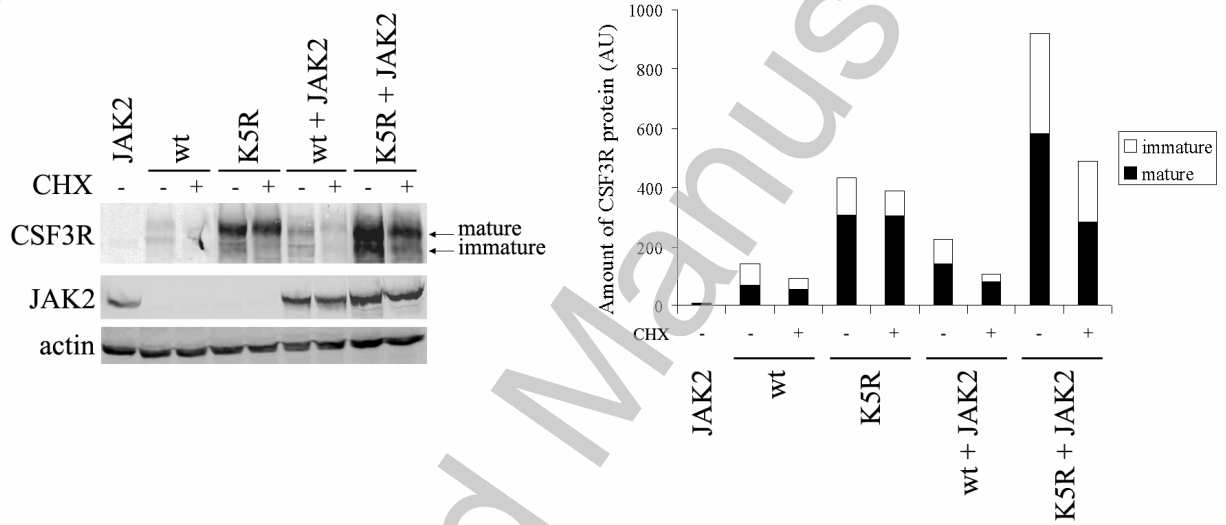 JAK2
wt
K5R
wt + JAK2
K5R + JAK2
CHX - - + - + - + - +
CSF3R
mature
immature
JAK2
actin
Amount of CSF3R protein (AU)
1000
800
600
400
200
0
immature
mature
CHX - - + - + - + - +
JAK2
wt
K5R
wt + JAK2
K5R + JAK2
d Manus